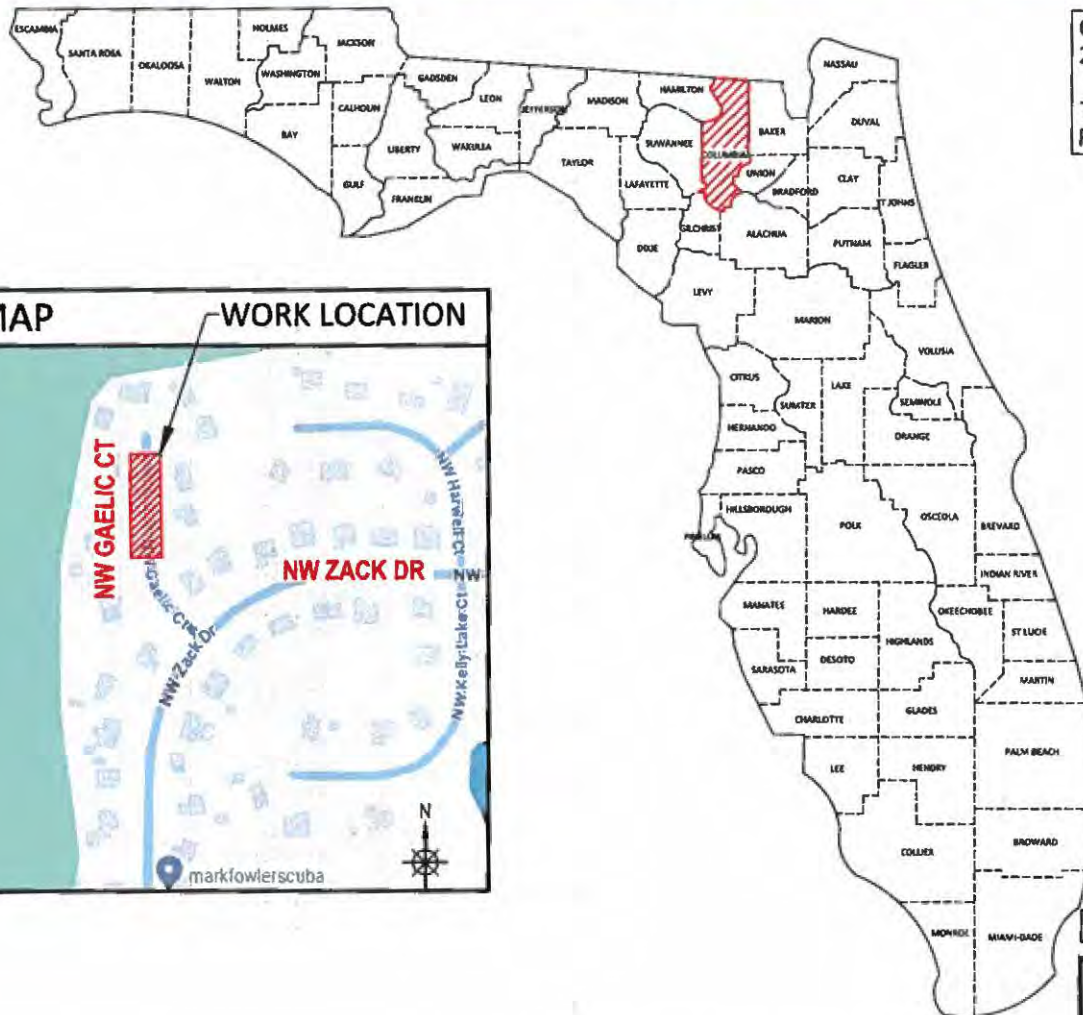 ESCAMBIA
SANTA ROSA
OKALOOSA
WALTON
HOLMES
WASHINGTON
JACKSON
BAY
CALHOUN
GULF
GADSDEN
LIBERTY
FRANKLIN
LEON
WAKULLA
JEFFERSON
MADISON
TAYLOR
HAMILTON
SUWANNEE
LAFAYETTE
DIXIE
COLUMBIA
GILCHRIST
BAKER
UNION
BRADFORD
ALACHUA
NASSAU
DUVAL
CLAY
ST JOHNS
PUTNAM
FLAGLER
LEVY
MARION
VOLUSIA
CITRUS
SUMTER
LAKE
SEMINOLE
HERNANDO
ORANGE
PASCO
HILLSBOROUGH
POLK
OSCEOLA
BREVARD
INDIAN RIVER
MANATEE
HARDEE
HIGHLANDS
OKEECHOBEE
ST LUCIE
DESOTO
SARASOTA
MARTIN
CHARLOTTE
GLADES
LEE
HENDRY
PALM BEACH
COLLIER
BROWARD
MONROE
MIAMI-DADE
MAP
WORK LOCATION
NW GAELIC CT
NW Harwell Ct
NW ZACK DR
NW
Gaelic Ct
NW Zack Dr
NW Kelly Lake Ct
N
markfowlerscuba